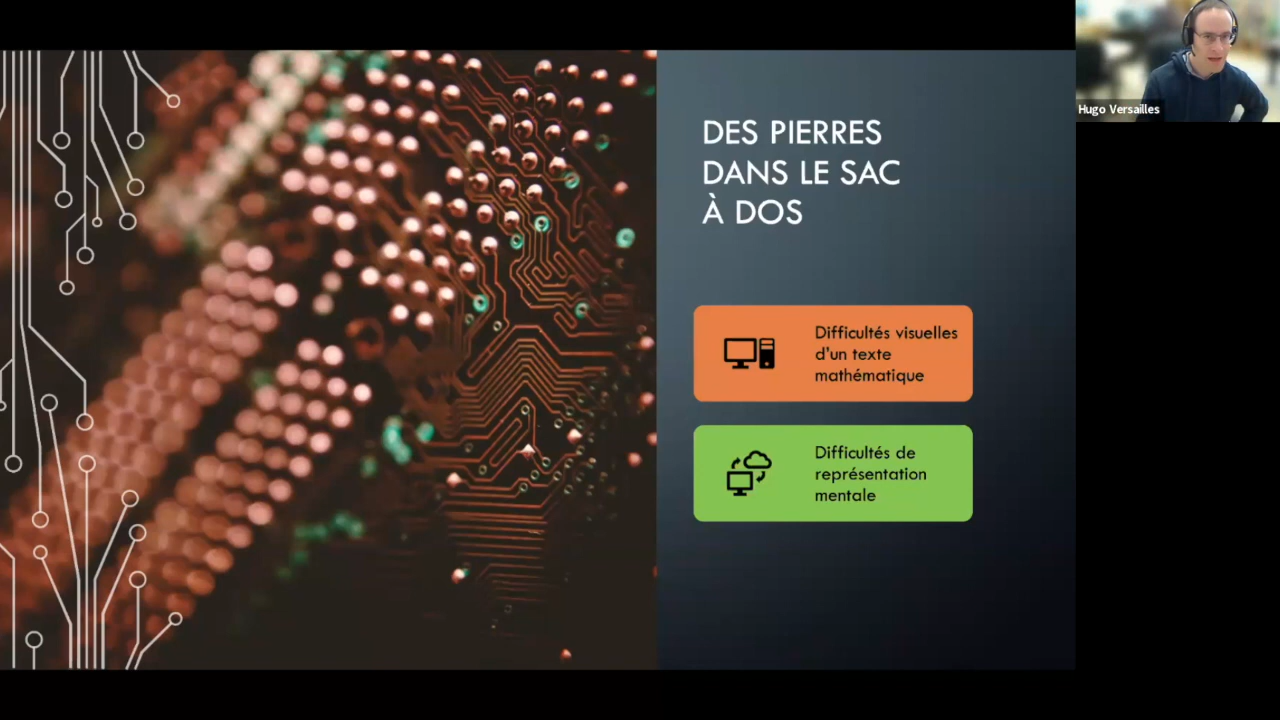 Hugo Versailles
DES PIERRES
DANS LE SAC
À DOS
Difficultés visuelles
d'un texte
mathématique
Difficultés de
représentation
mentale